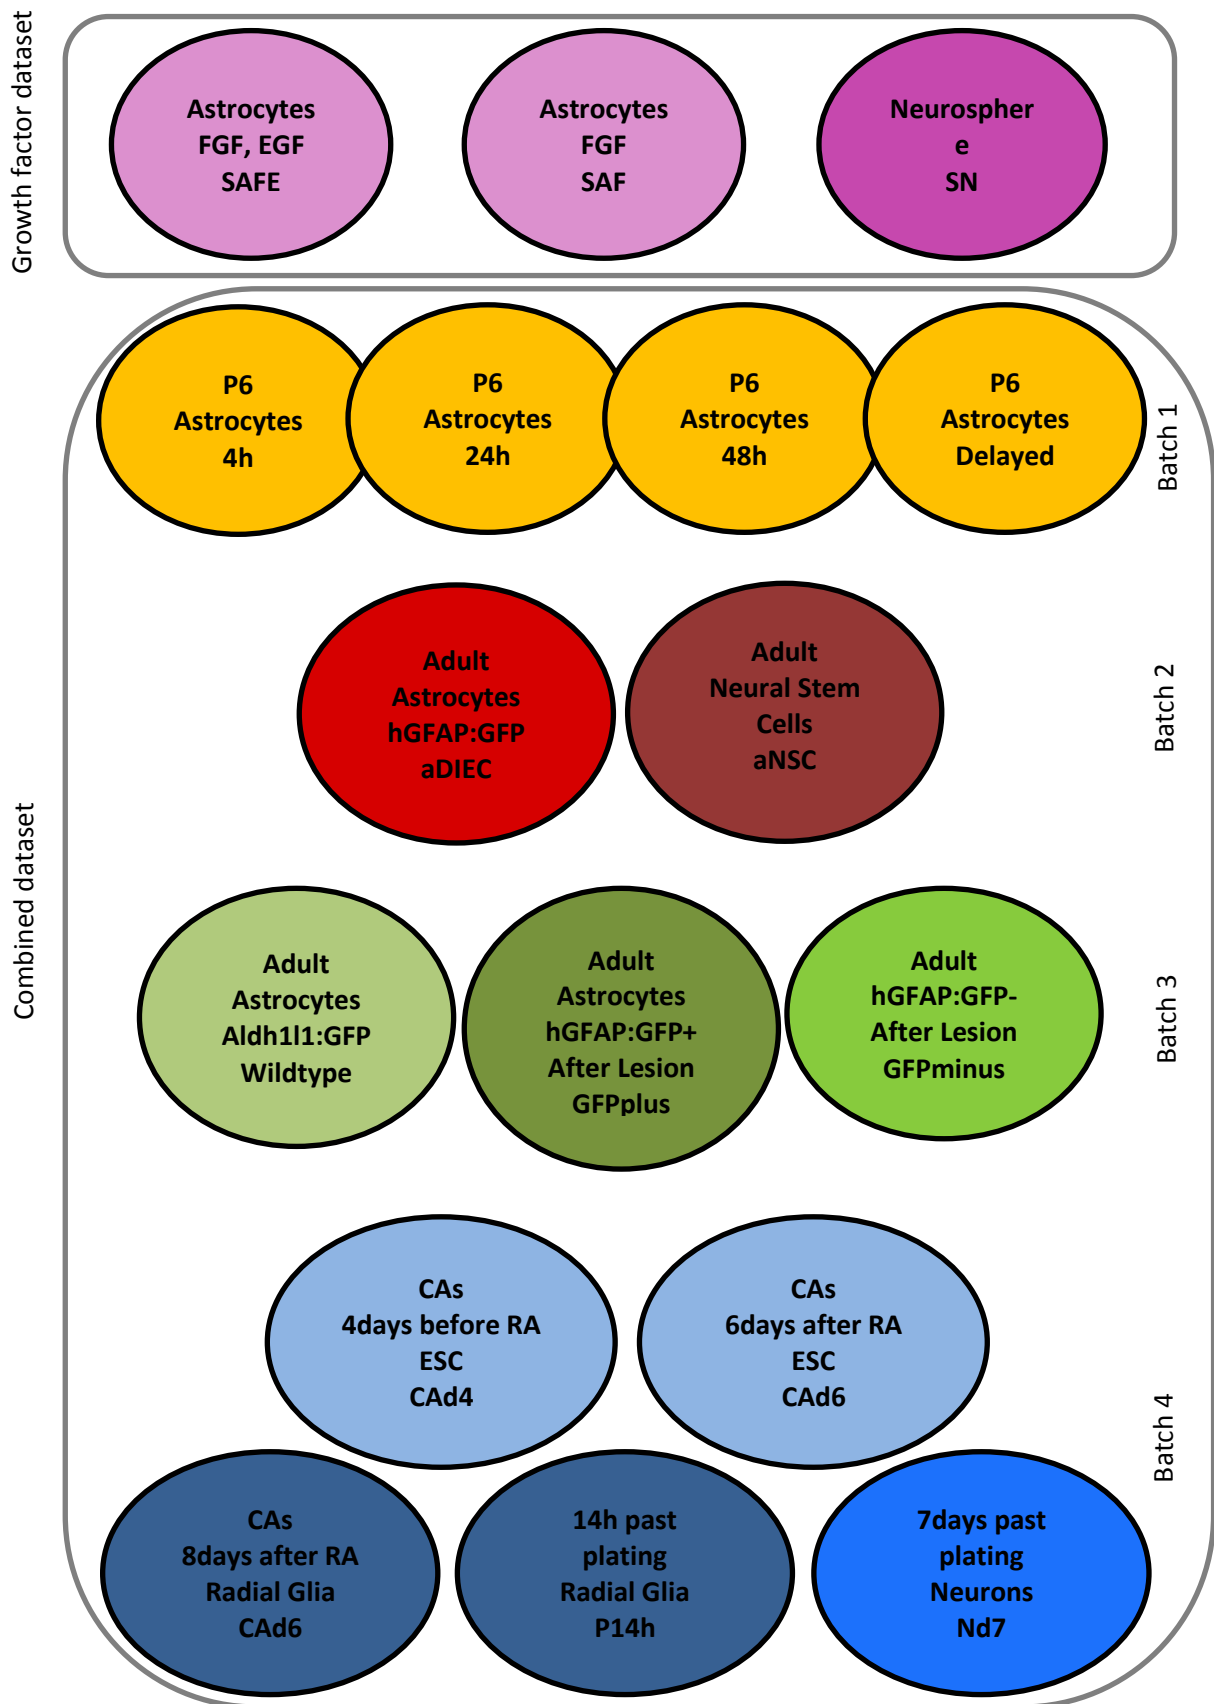 Growth factor dataset
Astrocytes
FGF, EGF
SAFE
Astrocytes
FGF
SAF
Neurospher
e
SN
Combined dataset
P6
Astrocytes
4h
P6
Astrocytes
24h
P6
Astrocytes
48h
P6
Astrocytes
Delayed
Batch 1
Adult
Astrocytes
hGFAP:GFP
aDIEC
Adult
Neural Stem
Cells
aNSC
Batch 2
Adult
Astrocytes
Aldh1l1:GFP
Wildtype
Adult
Astrocytes
hGFAP:GFP+
After Lesion
GFPplus
Adult
hGFAP:GFP-
After Lesion
GFPminus
Batch 3
CAs
4days before RA
ESC
CAd4
CAs
6days after RA
ESC
CAd6
Batch 4
CAs
8days after RA
Radial Glia
CAd6
14h past
plating
Radial Glia
P14h
7days past
plating
Neurons
Nd7